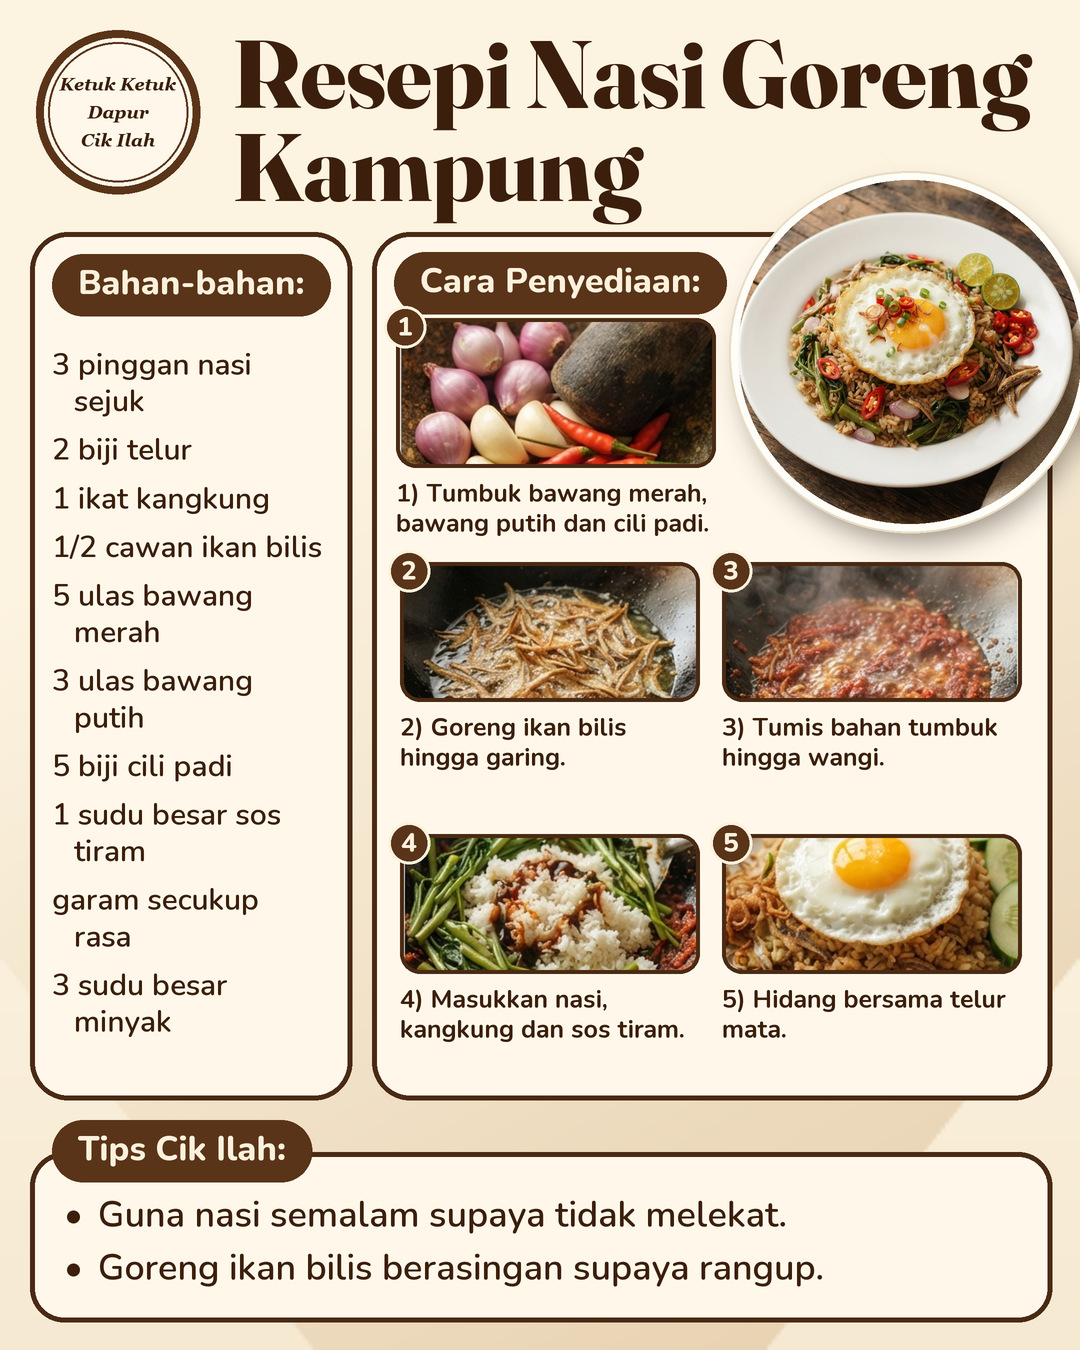 Ketuk Ketuk
Dapur
Cik Ilah
Resepi Nasi Goreng
Kampung
Bahan-bahan:
3 pinggan nasi
sejuk
2 biji telur
1 ikat kangkung
1/2 cawan ikan bilis
5 ulas bawang
merah
3 ulas bawang
putih
5 biji cili padi
1 sudu besar sos
tiram
garam secukup
rasa
3 sudu besar
minyak
Cara Penyediaan:
1
1) Tumbuk bawang merah,
bawang putih dan cili padi.
2
2) Goreng ikan bilis
hingga garing.
3
3) Tumis bahan tumbuk
hingga wangi.
4
4) Masukkan nasi,
kangkung dan sos tiram.
5
5) Hidang bersama telur
mata.
Tips Cik Ilah:
• Guna nasi semalam supaya tidak melekat.
• Goreng ikan bilis berasingan supaya rangup.